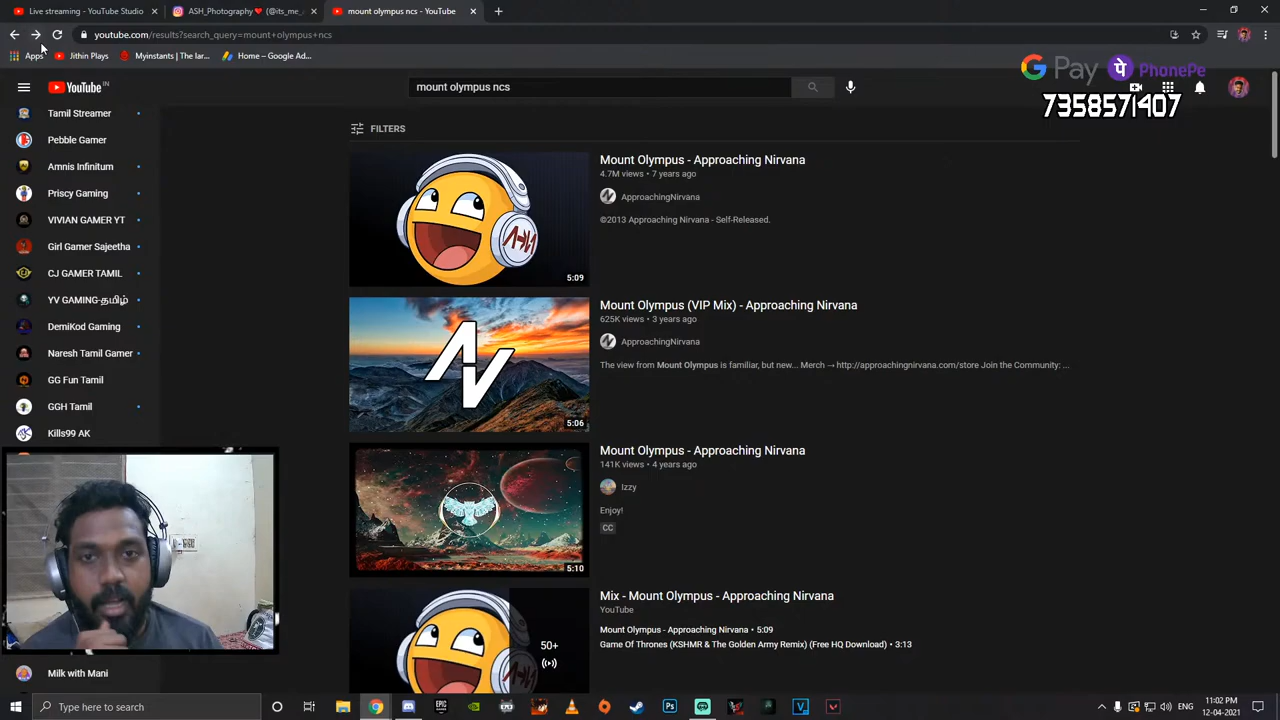 Live streaming - YouTube Studio
ASH_Photography❤ (@its_me_
mount olympus ncs - YouTube
youtube.com/results?search_query=mount+olympus+ncs
Apps
Jithin Plays
Myinstants | The lar...
Home – Google Ad...
G Pay
PhonePe
7358571407
YouTube IN
mount olympus ncs
Tamil Streamer
Pebble Gamer
Amnis Infinitum
Priscy Gaming
VIVIAN GAMER YT
Girl Gamer Sajeetha
CJ GAMER TAMIL
YV GAMING-தமிழ்
DemiKod Gaming
Naresh Tamil Gamer
GG Fun Tamil
GGH Tamil
Kills99 AK
Milk with Mani
FILTERS
Mount Olympus - Approaching Nirvana
4.7M views • 7 years ago
ApproachingNirvana
©2013 Approaching Nirvana - Self-Released.
5:09
Mount Olympus (VIP Mix) - Approaching Nirvana
625K views • 3 years ago
ApproachingNirvana
The view from Mount Olympus is familiar, but new... Merch → http://approachingnirvana.com/store Join the Community: ...
5:06
Mount Olympus - Approaching Nirvana
141K views • 4 years ago
Izzy
Enjoy!
CC
5:10
Mix - Mount Olympus - Approaching Nirvana
YouTube
Mount Olympus - Approaching Nirvana • 5:09
Game Of Thrones (KSHMR & The Golden Army Remix) (Free HQ Download) • 3:13
50+
Type here to search
EPIC
Ps
11:02 PM
12-04-2021